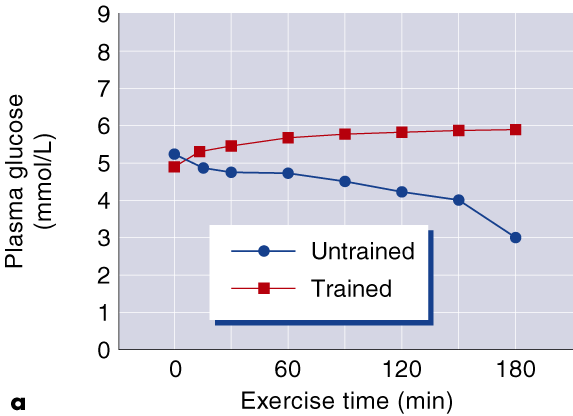 9
8
7
6
5
4
3
2
1
0
Plasma glucose
(mmol/L)
Untrained
Trained
0 60 120 180
Exercise time (min)
a